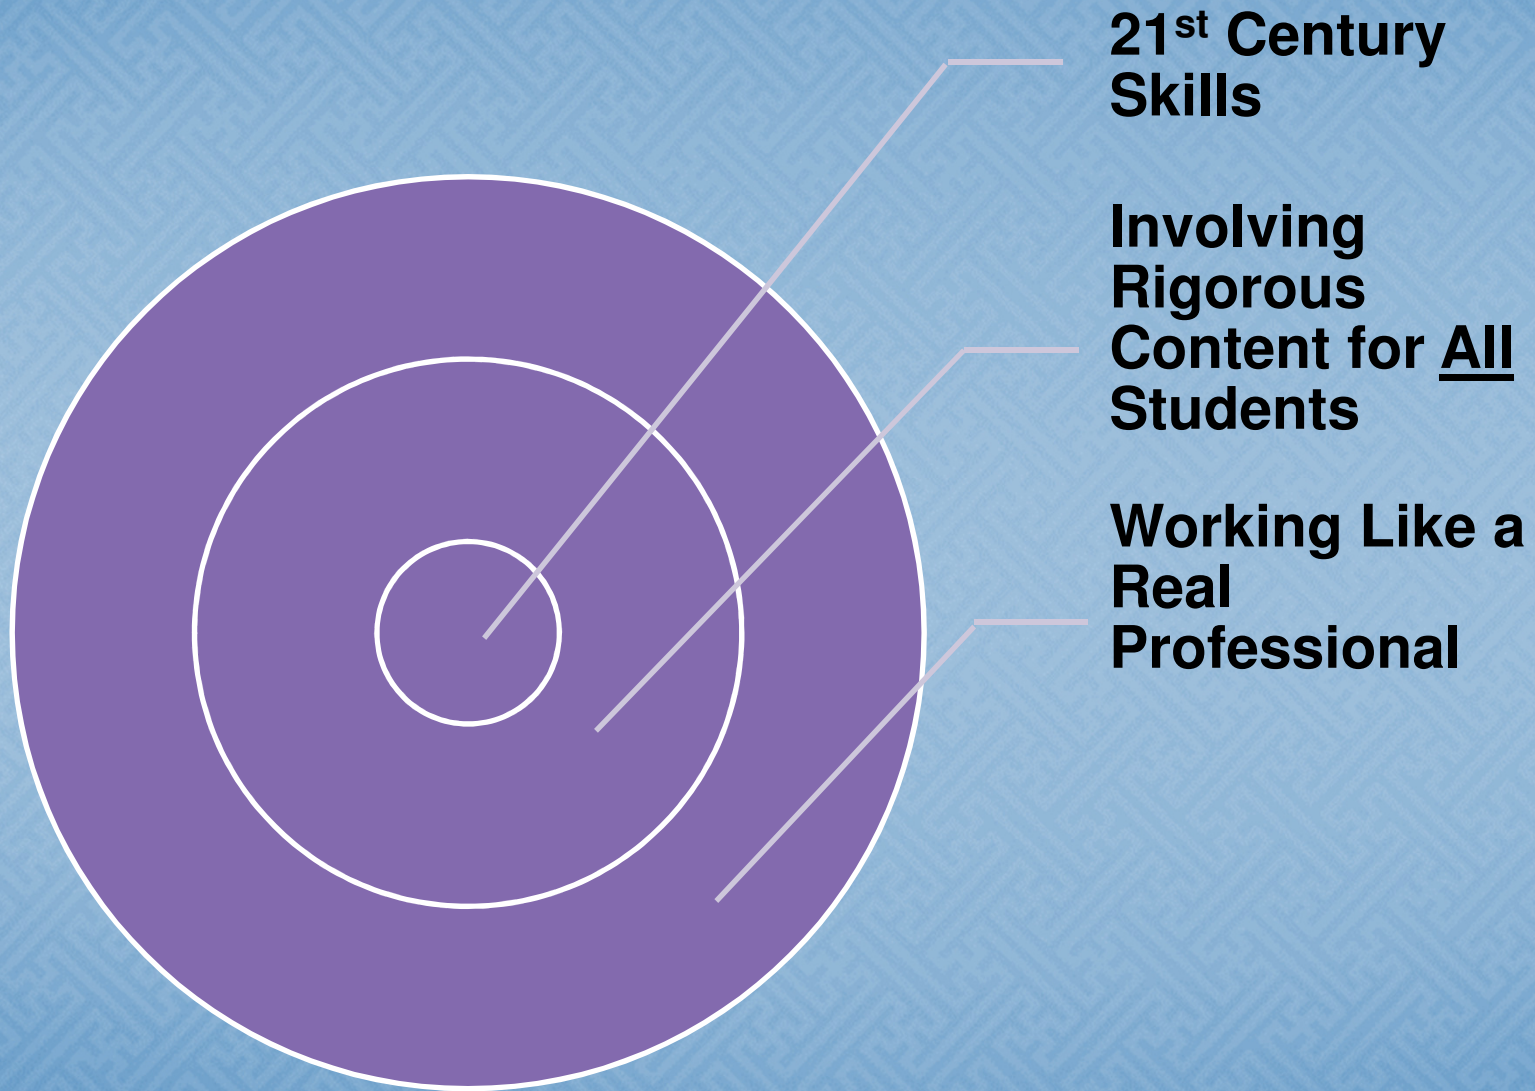 21st Century
Skills
Involving
Rigorous
Content for All
Students
Working Like a
Real
Professional